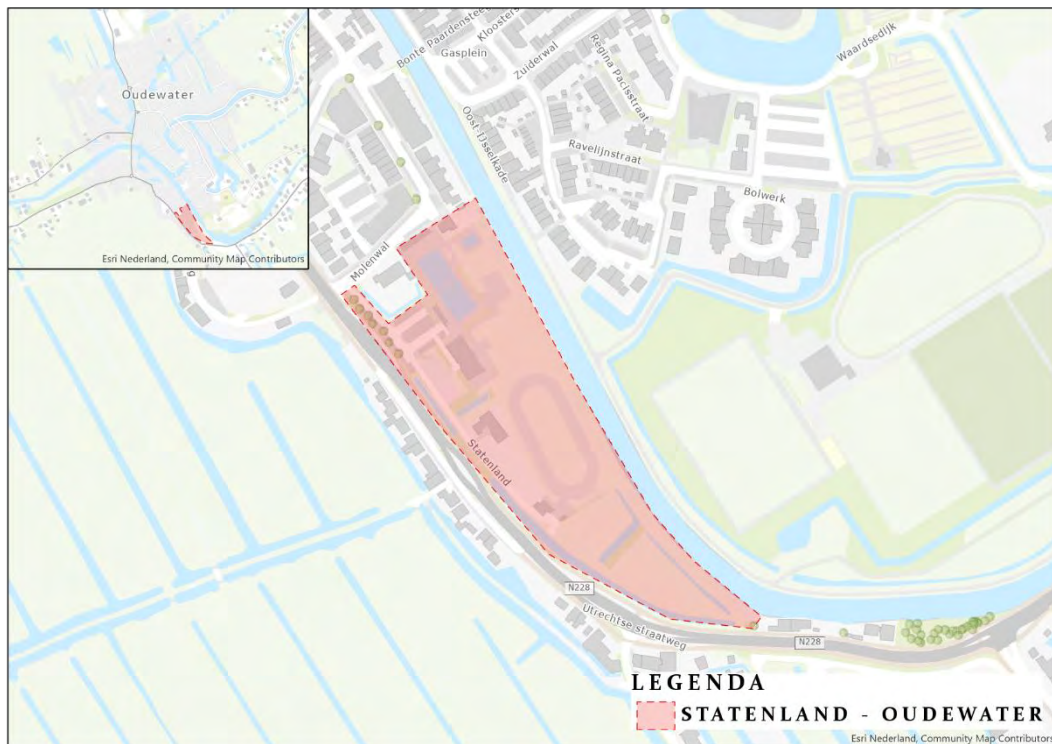 Oudewater
Esri Nederland, Community Map Contributors
Bonte Paardensteeg
Kloosters
Gasplein
Zuiderwal
Regina Pacisstraat
Waardsedijk
Oost-IJsselkade
Ravelijnstraat
Bolwerk
Molenwal
Statenland
N228
Utrechtse straatweg
N228
LEGENDA
STATENLAND - OUDEWATER
Esri Nederland, Community Map Contributors